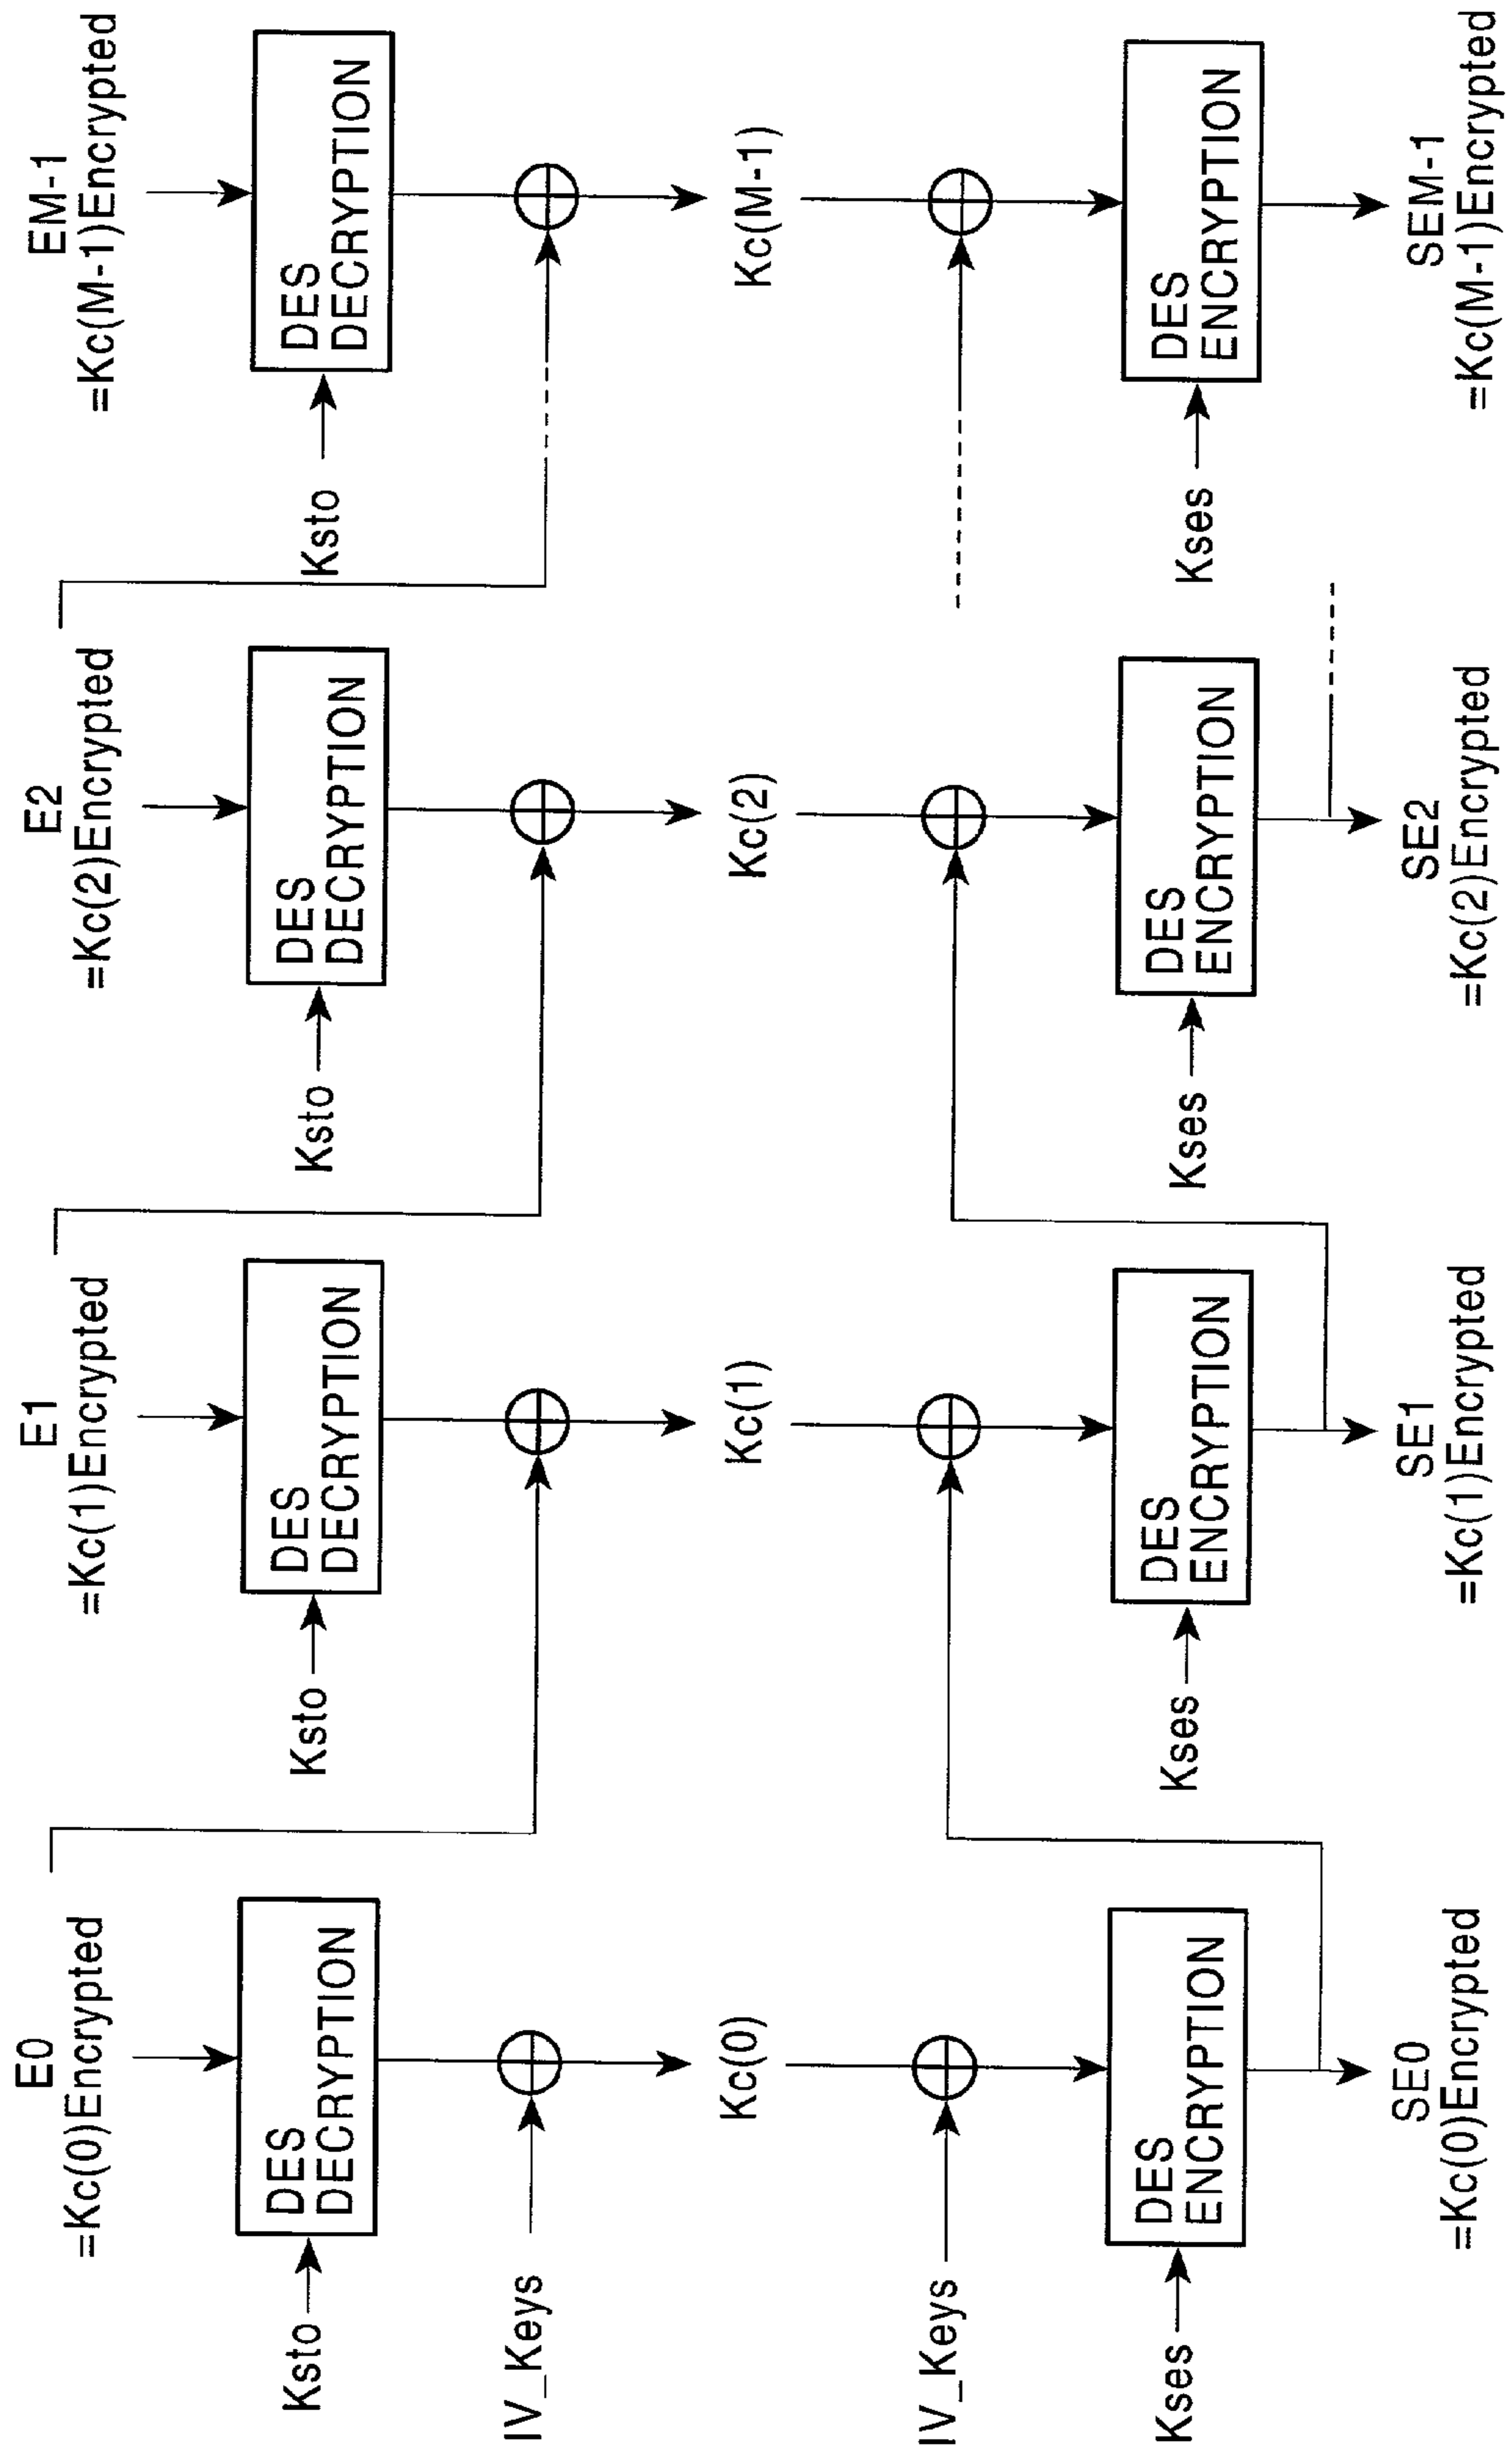 E0
=Kc(0)Encrypted
E1
=Kc(1)Encrypted
E2
=Kc(2)Encrypted
EM-1
=Kc(M-1)Encrypted
Ksto
DES
DECRYPTION
Ksto
DES
DECRYPTION
Ksto
DES
DECRYPTION
Ksto
DES
DECRYPTION
IV_Keys
Kc(0)
Kc(1)
Kc(2)
Kc(M-1)
IV_Keys
Kses
DES
ENCRYPTION
Kses
DES
ENCRYPTION
Kses
DES
ENCRYPTION
Kses
DES
ENCRYPTION
SE0
=Kc(0)Encrypted
SE1
=Kc(1)Encrypted
SE2
=Kc(2)Encrypted
SEM-1
=Kc(M-1)Encrypted